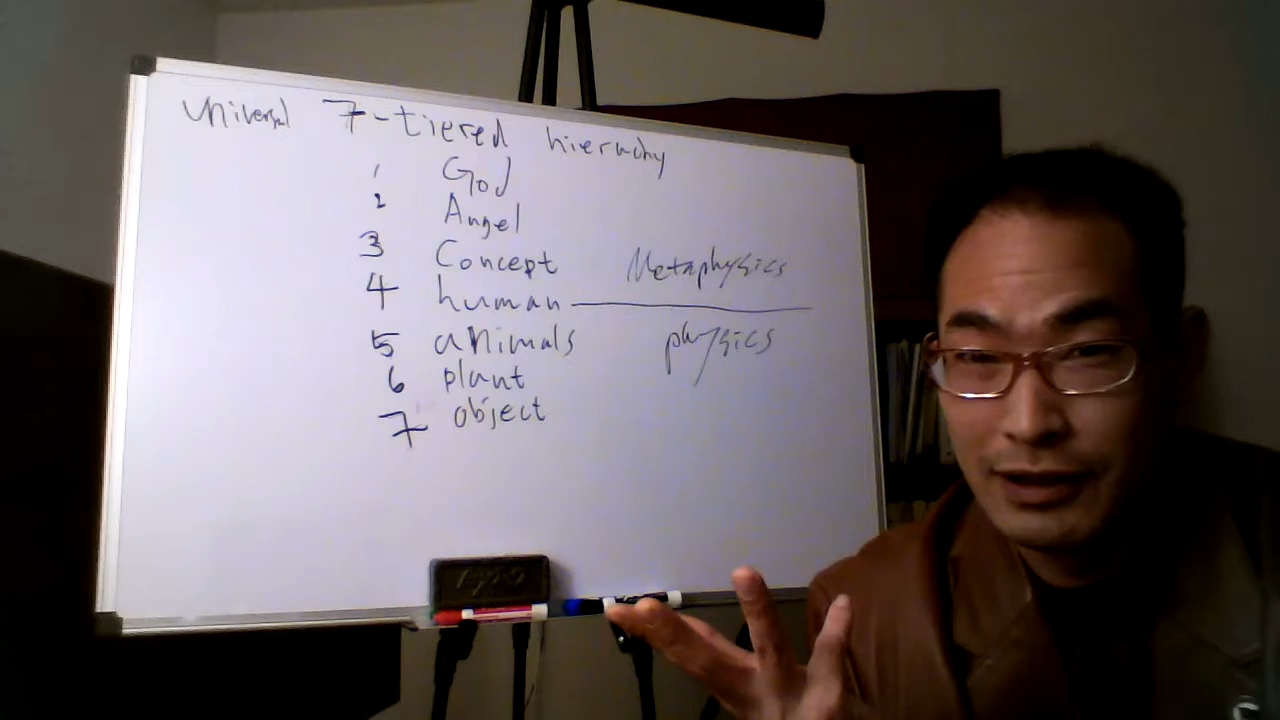 Universal 7-tiered hierachy
1 God
2 Angel
3 Concept Metaphysics
4 human
5 animals physics
6 plant
7 object